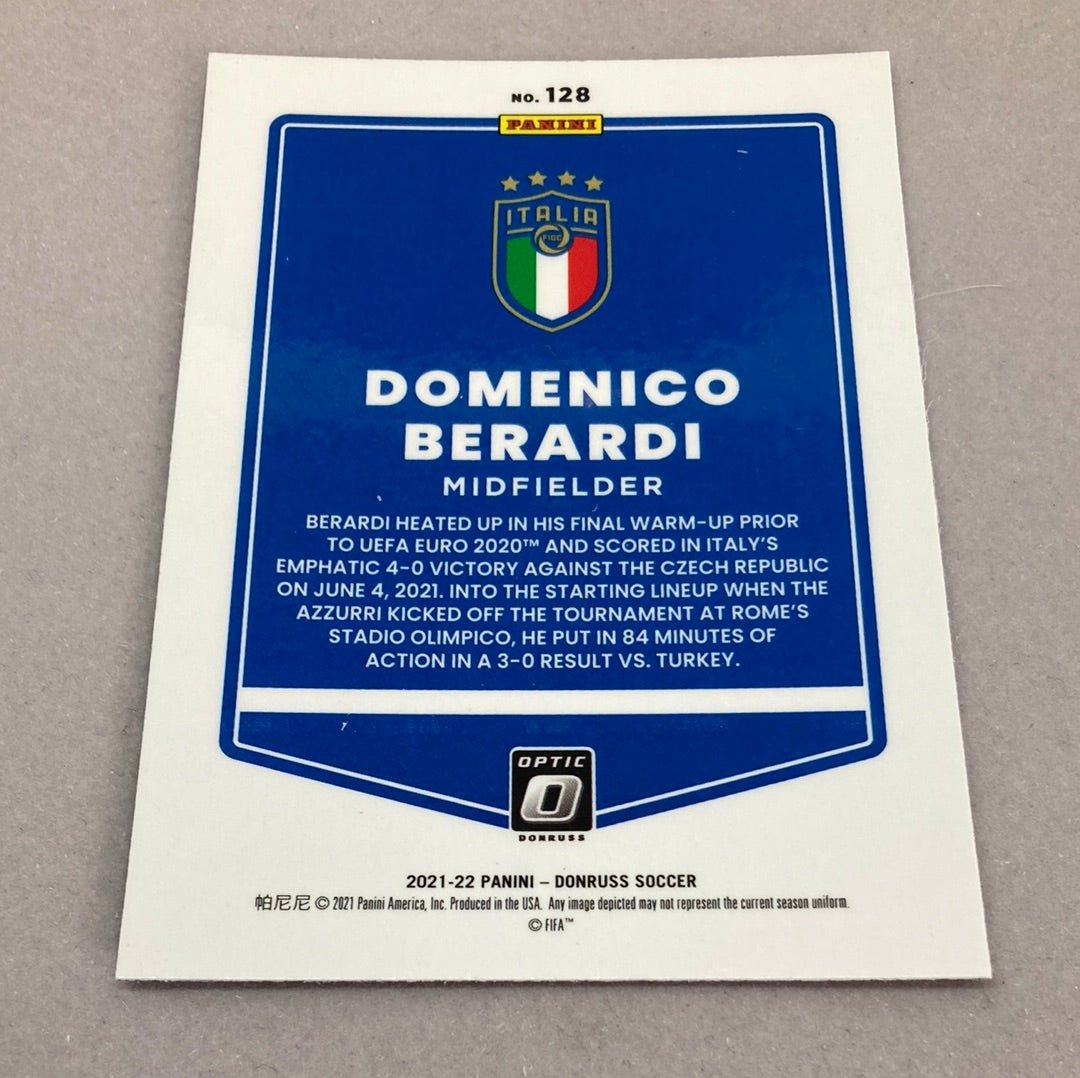 NO. 128
PANINI
ITALIA
FIGC
DOMENICO
BERARDI
MIDFIELDER
BERARDI HEATED UP IN HIS FINAL WARM-UP PRIOR
TO UEFA EURO 2020™ AND SCORED IN ITALY'S
EMPHATIC 4-0 VICTORY AGAINST THE CZECH REPUBLIC
ON JUNE 4, 2021. INTO THE STARTING LINEUP WHEN THE
AZZURRI KICKED OFF THE TOURNAMENT AT ROME'S
STADIO OLIMPICO, HE PUT IN 84 MINUTES OF
ACTION IN A 3-0 RESULT VS. TURKEY.
OPTIC
O
DONRUSS
2021-22 PANINI – DONRUSS SOCCER
帕尼尼 © 2021 Panini America, Inc. Produced in the USA. Any image depicted may not represent the current season uniform.
© FIFA™